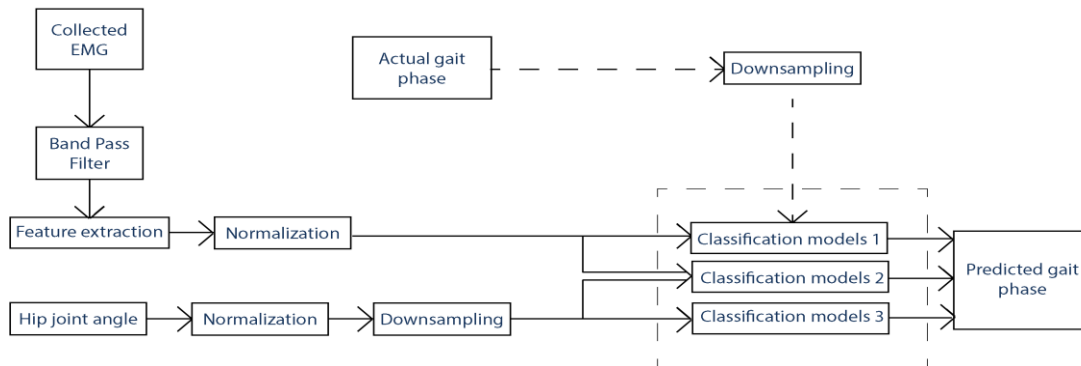 Collected
EMG
Actual gait
phase
Downsampling
Band Pass
Filter
Feature extraction
Normalization
Classification models 1
Classification models 2
Predicted gait
phase
Hip joint angle
Normalization
Downsampling
Classification models 3